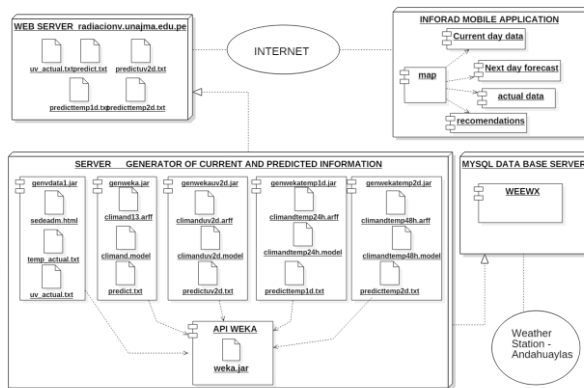 WEB SERVER radiacionv.unajma.edu.pe
uv_actual.txt
predict.txt
predictuv2d.txt
predicttemp1d.txt
predicttemp2d.txt
INTERNET
INFORAD MOBILE APPLICATION
Current day data
map
Next day forecast
actual data
recomendations
SERVER GENERATOR OF CURRENT AND PREDICTED INFORMATION
genvdata1.jar
sedeadm.html
temp_actual.txt
uv_actual.txt
genweka.jar
climand13.arff
climand.model
predict.txt
genwekauv2d.jar
climanduv2d.arff
climanduv2d.model
predictuv2d.txt
genwekatemp1d.jar
climandtemp24h.arff
climandtemp24h.model
predicttemp1d.txt
genwekatemp2d.jar
climandtemp48h.arff
climandtemp48h.model
predicttemp2d.txt
API WEKA
weka.jar
MYSQL DATA BASE SERVER
WEEWX
Weather
Station -
Andahuaylas